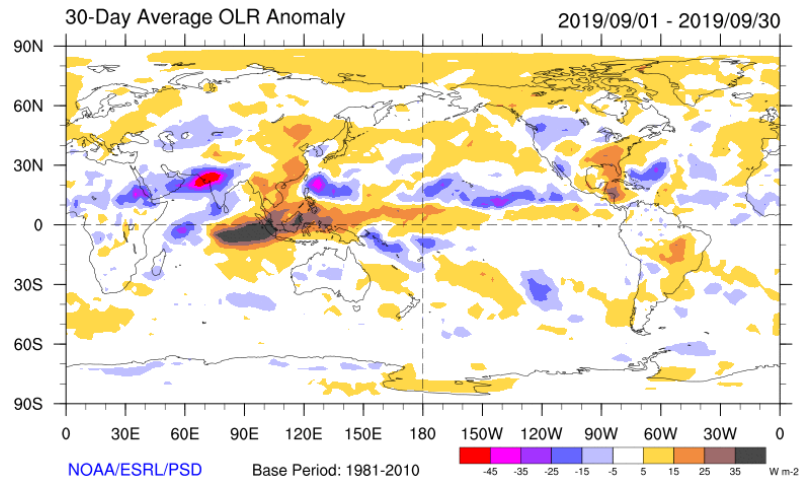 30-Day Average OLR Anomaly 2019/09/01 - 2019/09/30
90N
60N
30N
0
30S
60S
90S
0 30E 60E 90E 120E 150E 180 150W 120W 90W 60W 30W 0
NOAA/ESRL/PSD Base Period: 1981-2010
-45 -35 -25 -15 -5 5 15 25 35 W m-2